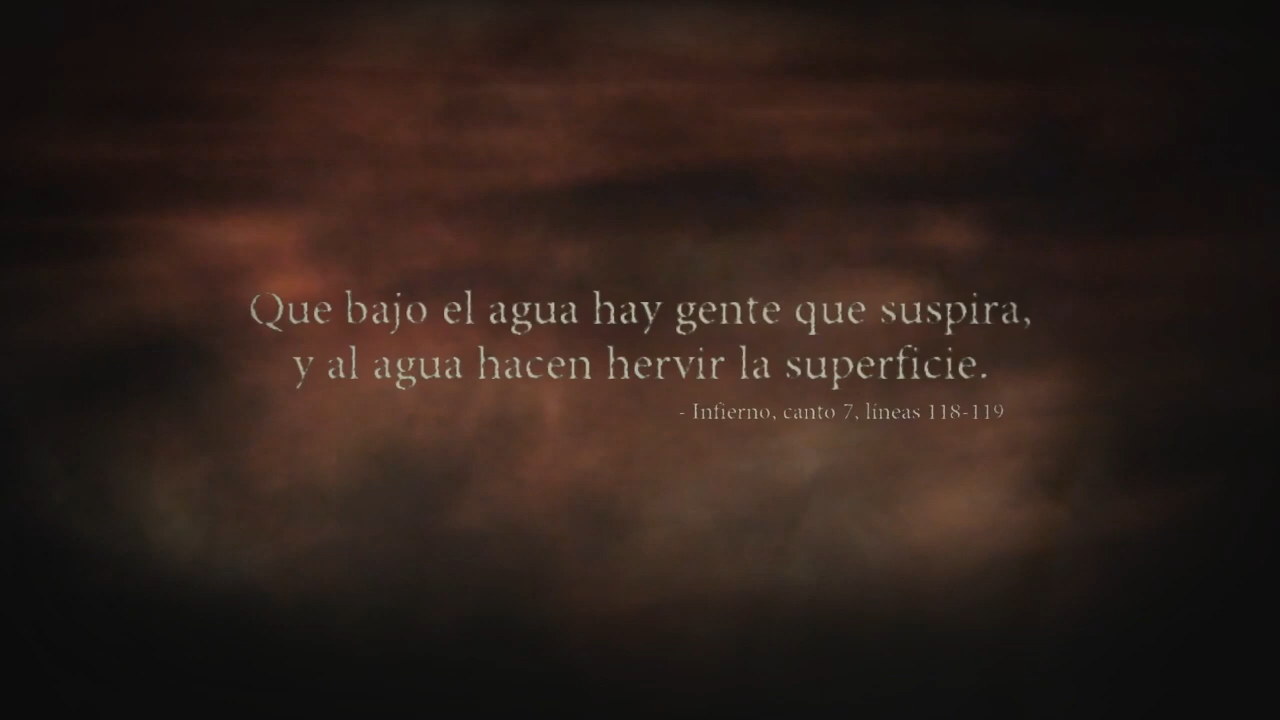 Que bajo el agua hay gente que suspira,
y al agua hacen hervir la superficie.
- Infierno, canto 7, líneas 118-119